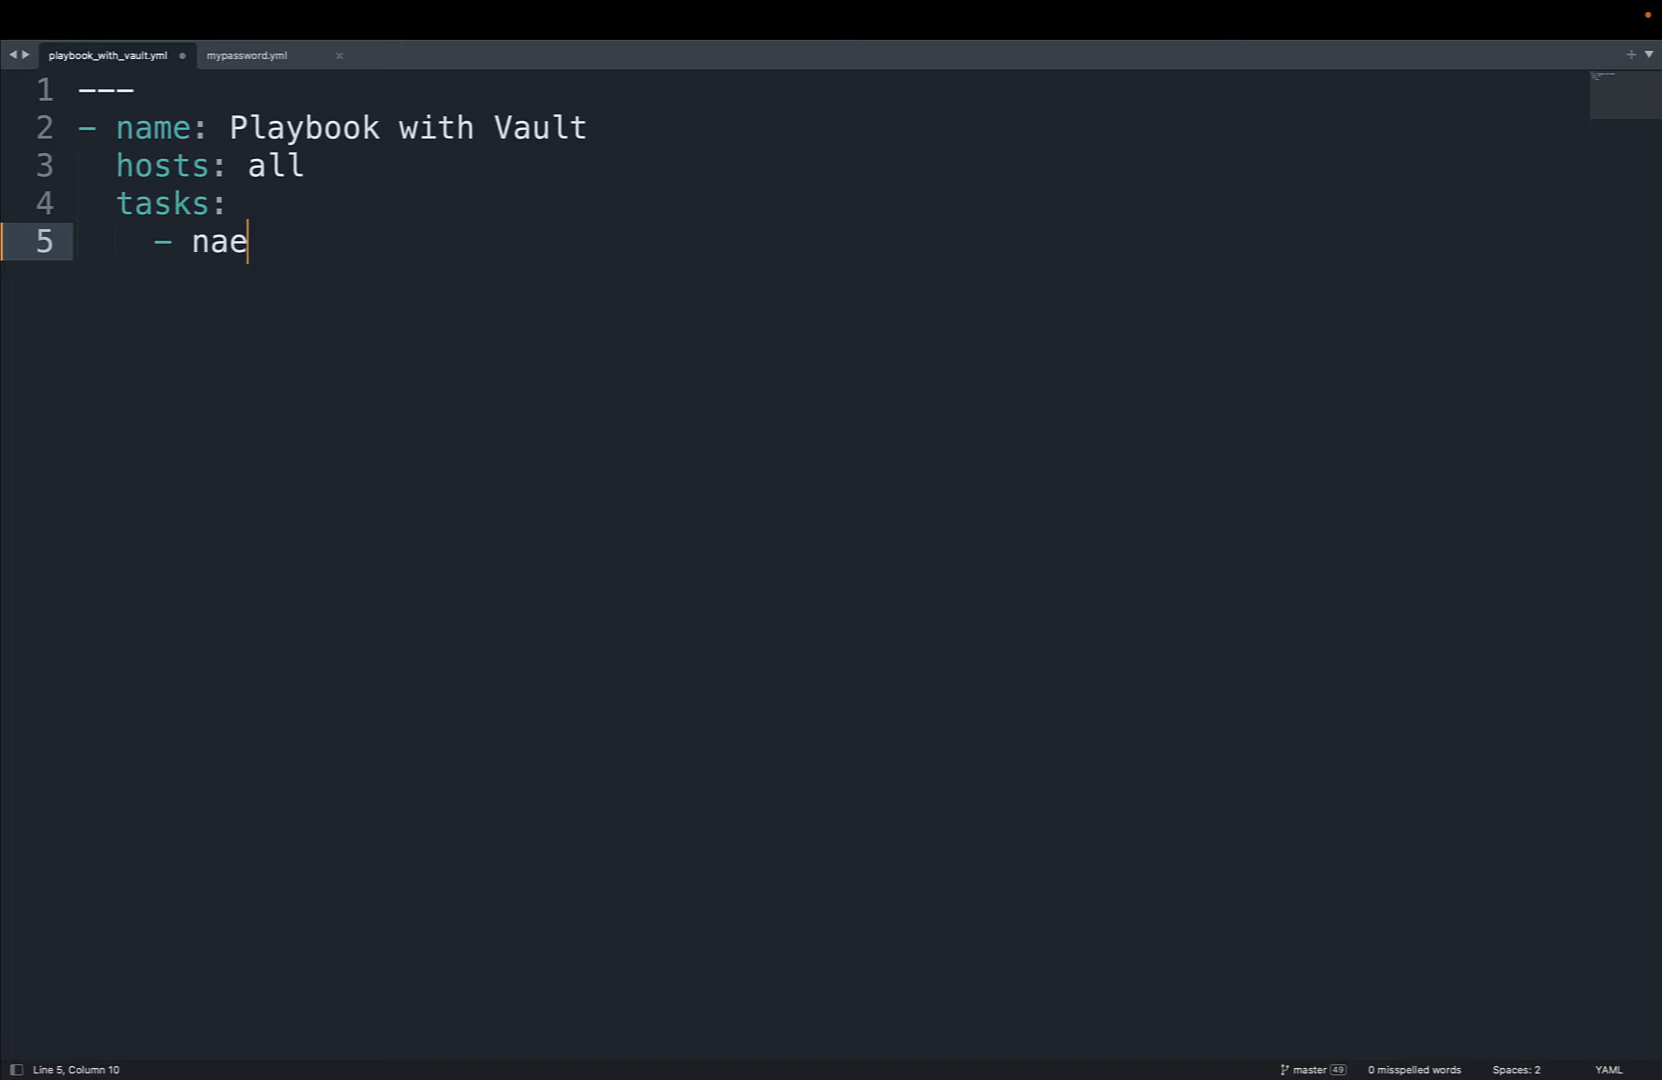 playbook_with_vault.yml
mypassword.yml
1 ---
2 - name: Playbook with Vault
3 hosts: all
4 tasks:
5 - nae
Line 5, Column 10
master 49
0 misspelled words
Spaces: 2
YAML